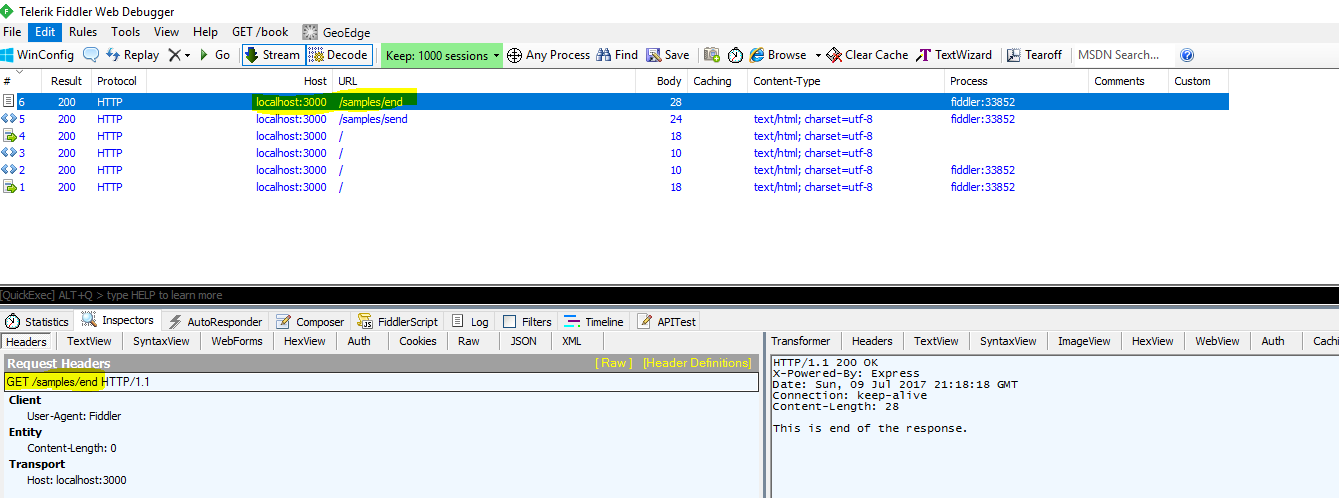 Telerik Fiddler Web Debugger
File Edit Rules Tools View Help GET /book GeoEdge
WinConfig Replay X Go Stream Decode Keep: 1000 sessions Any Process Find Save Browse Clear Cache TextWizard Tearoff MSDN Search...
# Result Protocol Host URL Body Caching Content-Type Process Comments Custom
6 200 HTTP localhost:3000 /samples/end 28 fiddler:33852
5 200 HTTP localhost:3000 /samples/send 24 text/html; charset=utf-8 fiddler:33852
4 200 HTTP localhost:3000 / 18 text/html; charset=utf-8
3 200 HTTP localhost:3000 / 10 text/html; charset=utf-8
2 200 HTTP localhost:3000 / 10 text/html; charset=utf-8 fiddler:33852
1 200 HTTP localhost:3000 / 18 text/html; charset=utf-8 fiddler:33852
[QuickExec] ALT+Q > type HELP to learn more
Statistics Inspectors AutoResponder Composer FiddlerScript Log Filters Timeline APITest
Headers TextView SyntaxView WebForms HexView Auth Cookies Raw JSON XML
Request Headers [ Raw ] [Header Definitions]
GET /samples/end HTTP/1.1
Client
User-Agent: Fiddler
Entity
Content-Length: 0
Transport
Host: localhost:3000
Transformer Headers TextView SyntaxView ImageView HexView WebView Auth Cachi
HTTP/1.1 200 OK
X-Powered-By: Express
Date: Sun, 09 Jul 2017 21:18:18 GMT
Connection: keep-alive
Content-Length: 28
This is end of the response.